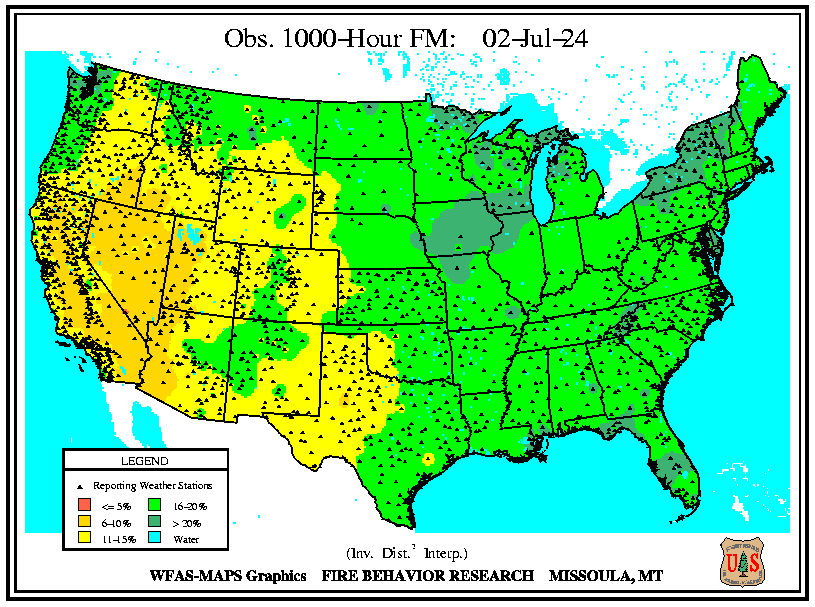 Obs. 1000-Hour FM: 02-Jul-24
LEGEND
Reporting Weather Stations
<= 5% 16-20%
6-10% > 20%
11-15% Water
(Inv. Dist.² Interp.)
WFAS-MAPS Graphics FIRE BEHAVIOR RESEARCH MISSOULA, MT
U S